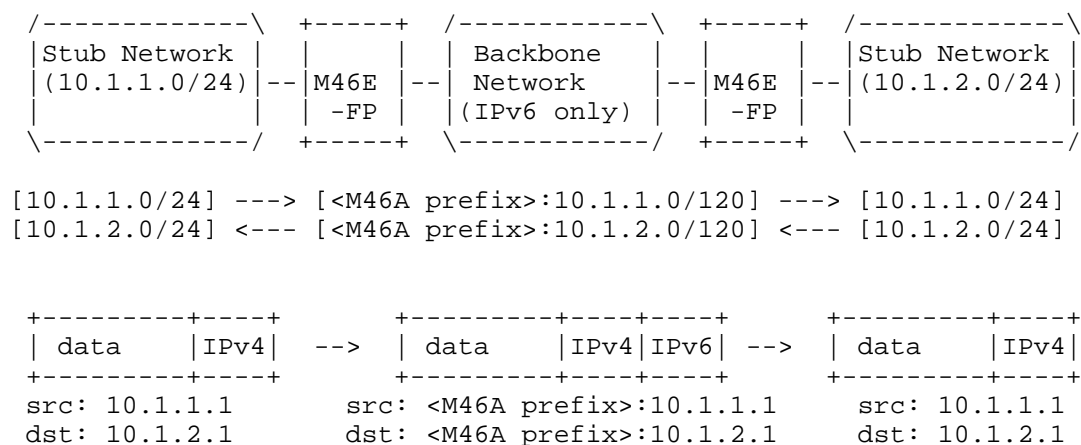 /-------------\ +-----+ /------------\ +-----+ /-------------\
|Stub Network | | | | Backbone | | | |Stub Network |
|(10.1.1.0/24)|--|M46E |--| Network |--|M46E |--|(10.1.2.0/24)|
| | | -FP | |(IPv6 only) | | -FP | | |
\-------------/ +-----+ \------------/ +-----+ \-------------/
[10.1.1.0/24] ---> [<M46A prefix>:10.1.1.0/120] ---> [10.1.1.0/24]
[10.1.2.0/24] <--- [<M46A prefix>:10.1.2.0/120] <--- [10.1.2.0/24]
+---------+----+ +---------+----+----+ +---------+----+
| data |IPv4| --> | data |IPv4|IPv6| --> | data |IPv4|
+---------+----+ +---------+----+----+ +---------+----+
src: 10.1.1.1 src: <M46A prefix>:10.1.1.1 src: 10.1.1.1
dst: 10.1.2.1 dst: <M46A prefix>:10.1.2.1 dst: 10.1.2.1